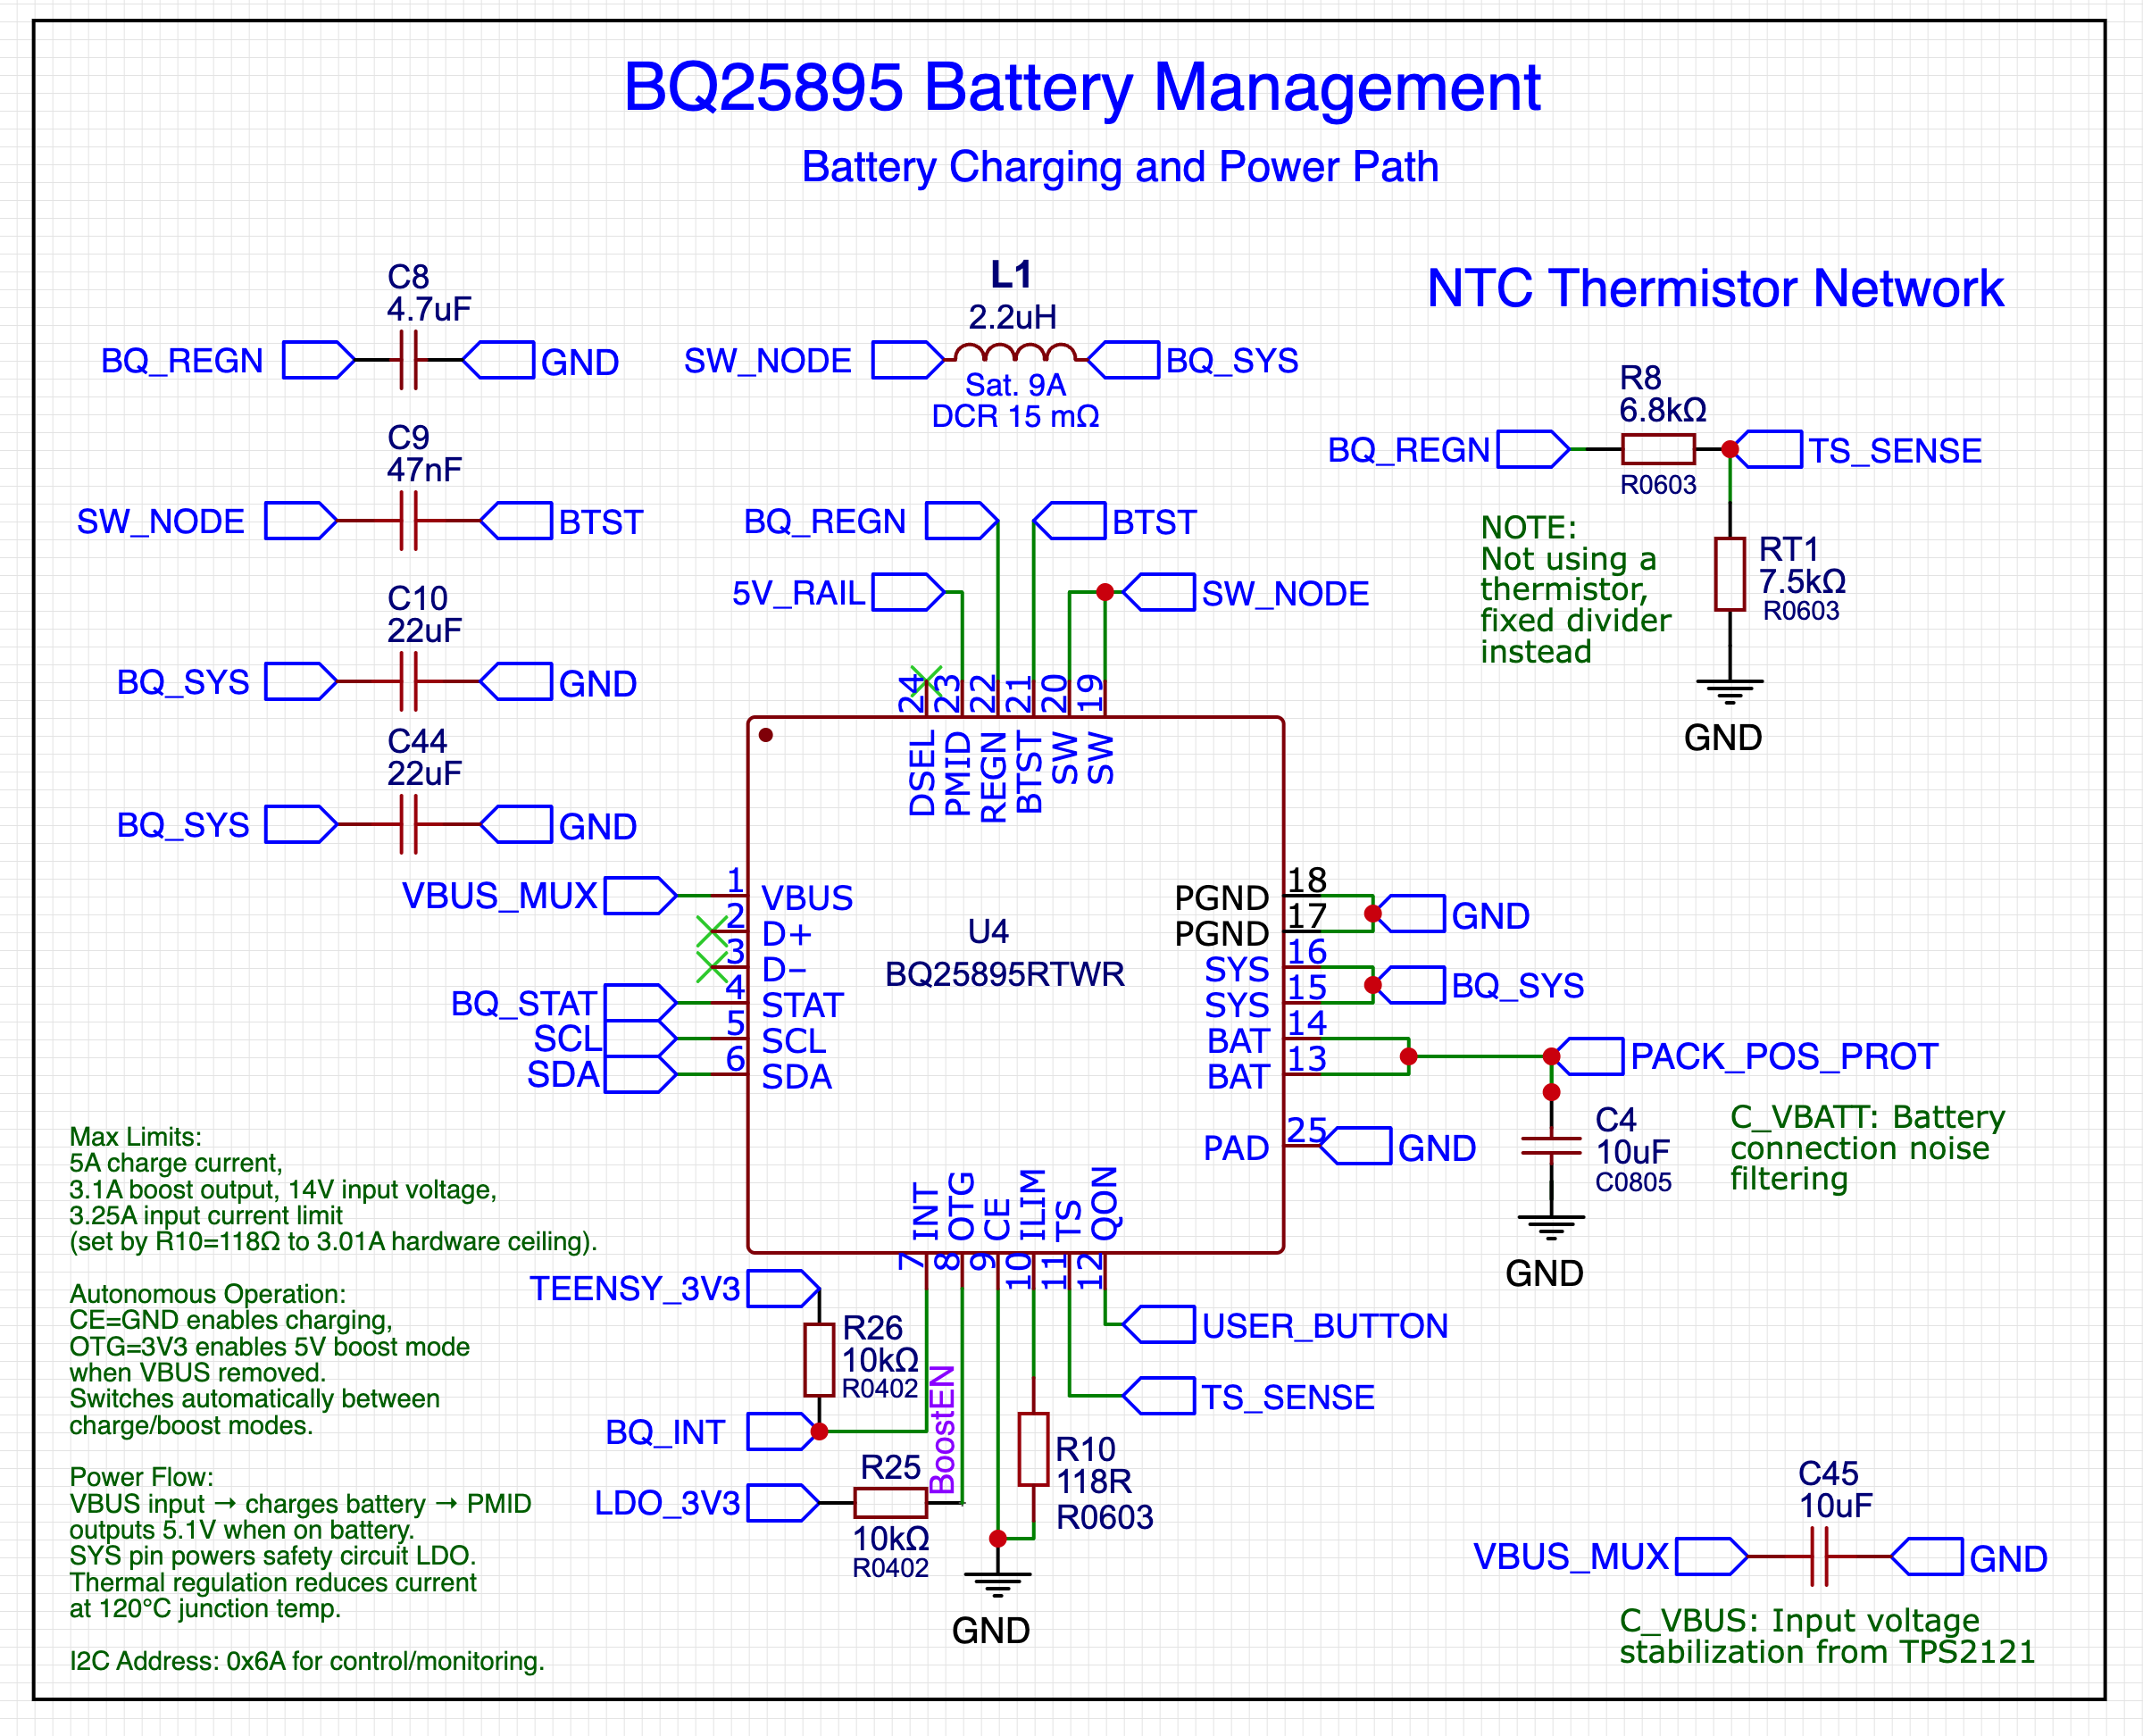 BQ25895 Battery Management
Battery Charging and Power Path
C8
4.7uF
BQ_REGN
GND
L1
2.2uH
SW_NODE
BQ_SYS
Sat. 9A
DCR 15 mΩ
NTC Thermistor Network
R8
6.8kΩ
BQ_REGN
TS_SENSE
R0603
NOTE:
Not using a
thermistor,
fixed divider
instead
RT1
7.5kΩ
R0603
GND
C9
47nF
SW_NODE
BTST
C10
22uF
BQ_SYS
GND
C44
22uF
BQ_SYS
GND
BQ_REGN
BTST
5V_RAIL
SW_NODE
24
23
22
21
20
19
DSEL
PMID
REGN
BTST
SW
SW
VBUS_MUX
1
VBUS
2
D+
3
D-
BQ_STAT
4
STAT
SCL
5
SCL
SDA
6
SDA
U4
BQ25895RTWR
PGND
18
GND
PGND
17
SYS
16
BQ_SYS
SYS
15
BAT
14
PACK_POS_PROT
BAT
13
PAD
25
GND
C4
10uF
C0805
GND
C_VBATT: Battery
connection noise
filtering
INT
OTG
CE
ILIM
TS
QON
7
8
9
10
11
12
Max Limits:
5A charge current,
3.1A boost output, 14V input voltage,
3.25A input current limit
(set by R10=118Ω to 3.01A hardware ceiling).
Autonomous Operation:
CE=GND enables charging,
OTG=3V3 enables 5V boost mode
when VBUS removed.
Switches automatically between
charge/boost modes.
Power Flow:
VBUS input → charges battery → PMID
outputs 5.1V when on battery.
SYS pin powers safety circuit LDO.
Thermal regulation reduces current
at 120°C junction temp.
I2C Address: 0x6A for control/monitoring.
TEENSY_3V3
R26
10kΩ
R0402
BQ_INT
BoostEN
R25
LDO_3V3
10kΩ
R0402
USER_BUTTON
TS_SENSE
R10
118R
R0603
GND
C45
10uF
VBUS_MUX
GND
C_VBUS: Input voltage
stabilization from TPS2121